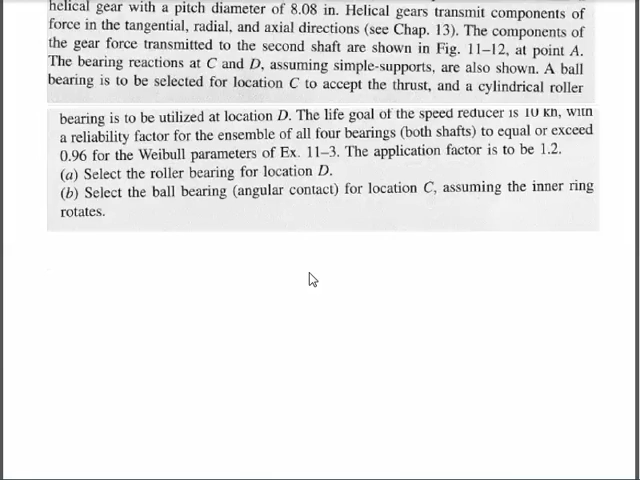 helical gear with a pitch diameter of 8.08 in. Helical gears transmit components of
force in the tangential, radial, and axial directions (see Chap. 13). The components of
the gear force transmitted to the second shaft are shown in Fig. 11–12, at point A.
The bearing reactions at C and D, assuming simple-supports, are also shown. A ball
bearing is to be selected for location C to accept the thrust, and a cylindrical roller
bearing is to be utilized at location D. The life goal of the speed reducer is 10 kh, with
a reliability factor for the ensemble of all four bearings (both shafts) to equal or exceed
0.96 for the Weibull parameters of Ex. 11–3. The application factor is to be 1.2.
(a) Select the roller bearing for location D.
(b) Select the ball bearing (angular contact) for location C, assuming the inner ring
rotates.